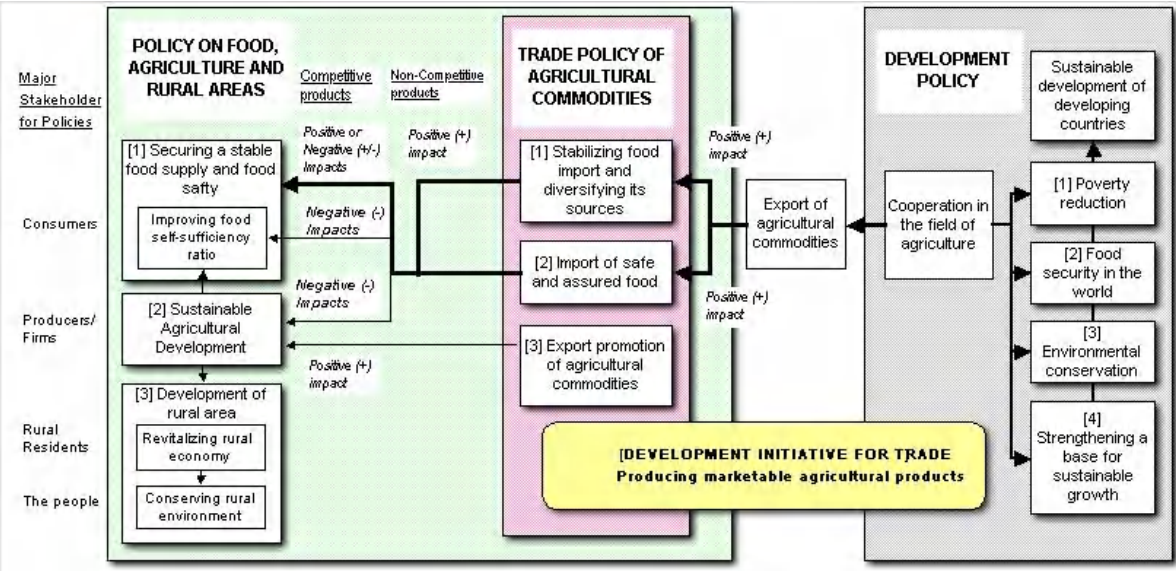 Major
Stakeholder
for Policies
Consumers
Producers/
Firms
Rural
Residents
The people
POLICY ON FOOD,
AGRICULTURE AND
RURAL AREAS
Competitive
products
Non-Competitive
products
Positive or
Negative (+/-)
Impacts
Positive (+)
impact
[1] Securing a stable
food supply and food
safty
Improving food
self-sufficiency
ratio
Negative (-)
Impacts
Negative (-)
Impacts
[2] Sustainable
Agricultural
Development
Positive (+)
impact
[3] Development of
rural area
Revitalizing rural
economy
Conserving rural
environment
TRADE POLICY OF
AGRICULTURAL
COMMODITIES
[1] Stabilizing food
import and
diversifying its
sources
[2] Import of safe
and assured food
[3] Export promotion
of agricultural
commodities
Positive (+)
impact
Positive (+)
impact
Export of
agricultural
commodities
[DEVELOPMENT INITIATIVE FOR TRADE
Producing marketable agricultural products
DEVELOPMENT
POLICY
Cooperation in
the field of
agriculture
Sustainable
development of
developing
countries
[1] Poverty
reduction
[2] Food
security in the
world
[3]
Environmental
conservation
[4]
Strengthening a
base for
sustainable
growth